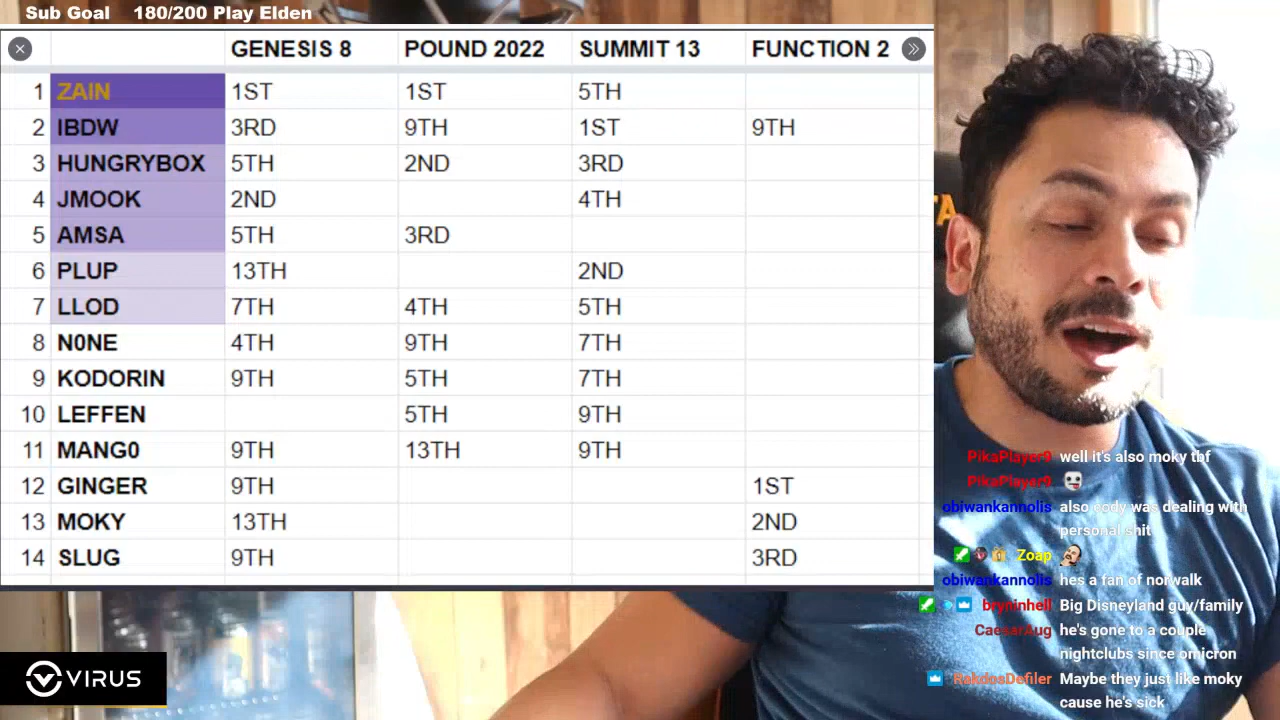 Sub Goal 180/200 Play Elden
GENESIS 8 POUND 2022 SUMMIT 13 FUNCTION 2
1 ZAIN 1ST 1ST 5TH
2 IBDW 3RD 9TH 1ST 9TH
3 HUNGRYBOX 5TH 2ND 3RD
4 JMOOK 2ND 4TH
5 AMSA 5TH 3RD
6 PLUP 13TH 2ND
7 LLOD 7TH 4TH 5TH
8 N0NE 4TH 9TH 7TH
9 KODORIN 9TH 5TH 7TH
10 LEFFEN 5TH 9TH
11 MANG0 9TH 13TH 9TH
12 GINGER 9TH 1ST
13 MOKY 13TH 2ND
14 SLUG 9TH 3RD
PikaPlayer9 well it's also moky tbf
PikaPlayer9
obiwankannolis also cody was dealing with
personal shit
Zoap
obiwankannolis hes a fan of norwalk
bryninhell Big Disneyland guy/family
CaesarAug he's gone to a couple
nightclubs since omicron
RakdosDefiler Maybe they just like moky
cause he's sick
VIRUS